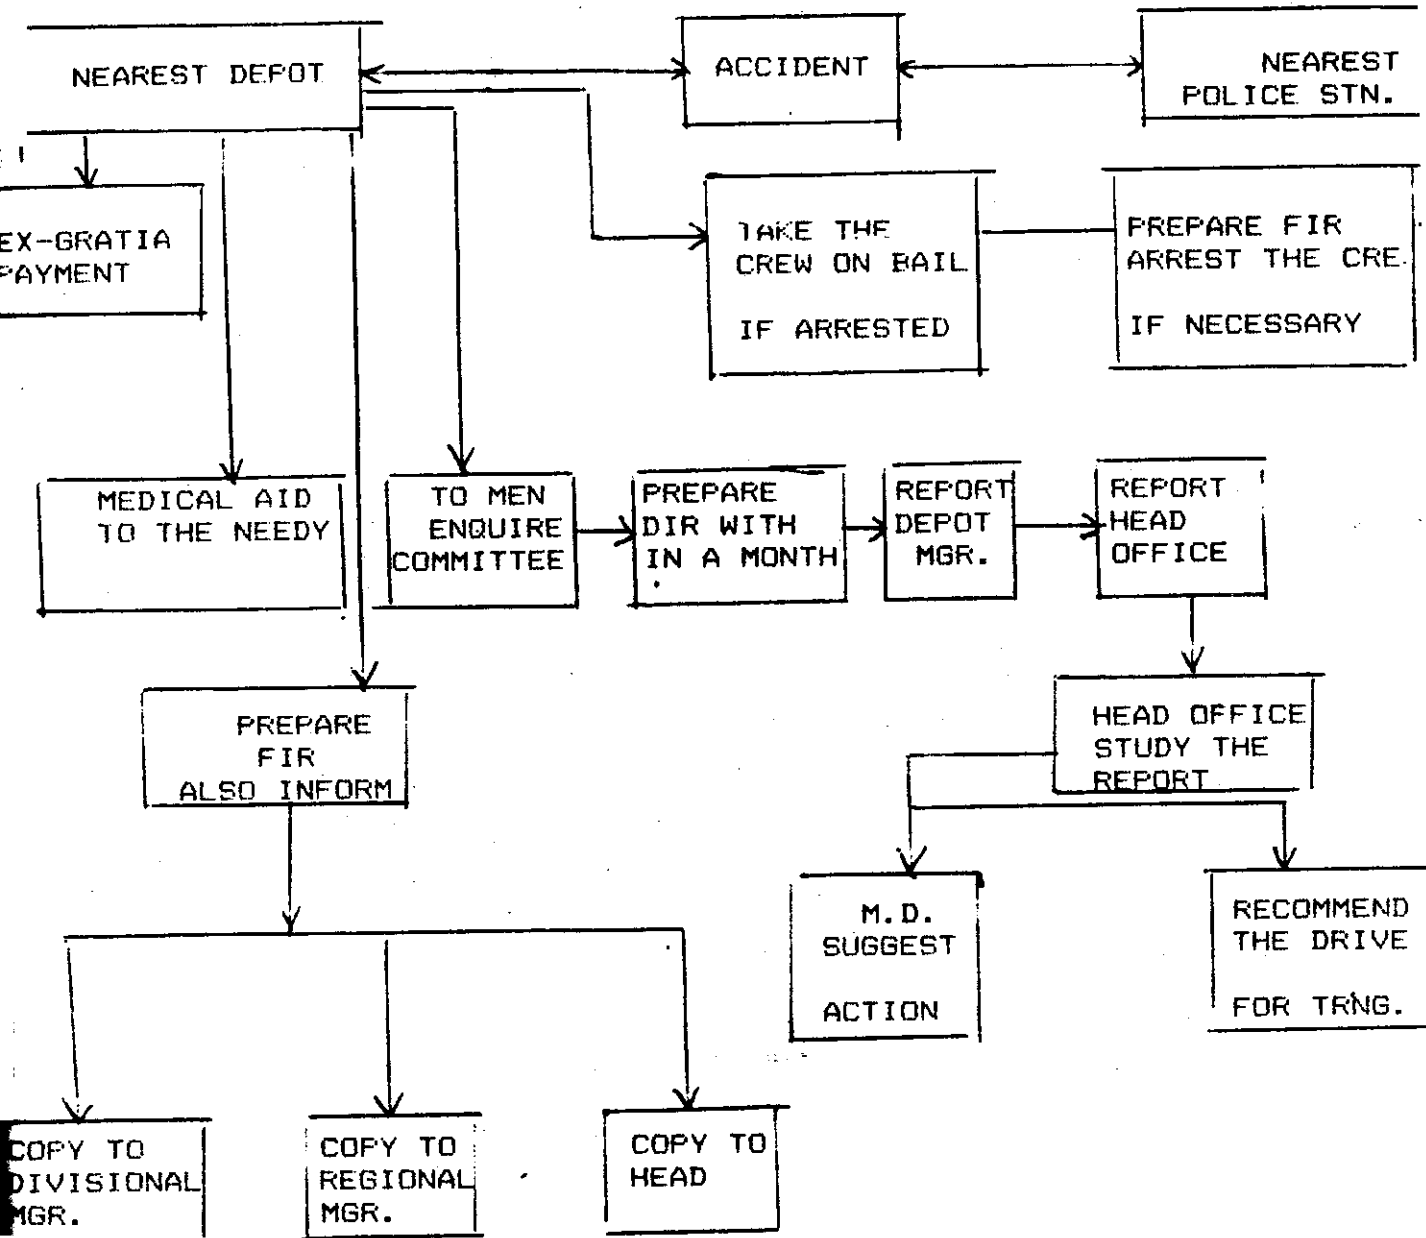 NEAREST DEPOT
ACCIDENT
NEAREST
POLICE STN.
EX-GRATIA
PAYMENT
TAKE THE
CREW ON BAIL
IF ARRESTED
PREPARE FIR
ARREST THE CRE
IF NECESSARY
MEDICAL AID
TO THE NEEDY
TO MEN
ENQUIRE
COMMITTEE
PREPARE
DIR WITH
IN A MONTH
REPORT
DEPOT
MGR.
REPORT
HEAD
OFFICE
PREPARE
FIR
ALSO INFORM
HEAD OFFICE
STUDY THE
REPORT
M.D.
SUGGEST
ACTION
RECOMMEND
THE DRIVE
FOR TRNG.
COPY TO
DIVISIONAL
MGR.
COPY TO
REGIONAL
MGR.
COPY TO
HEAD